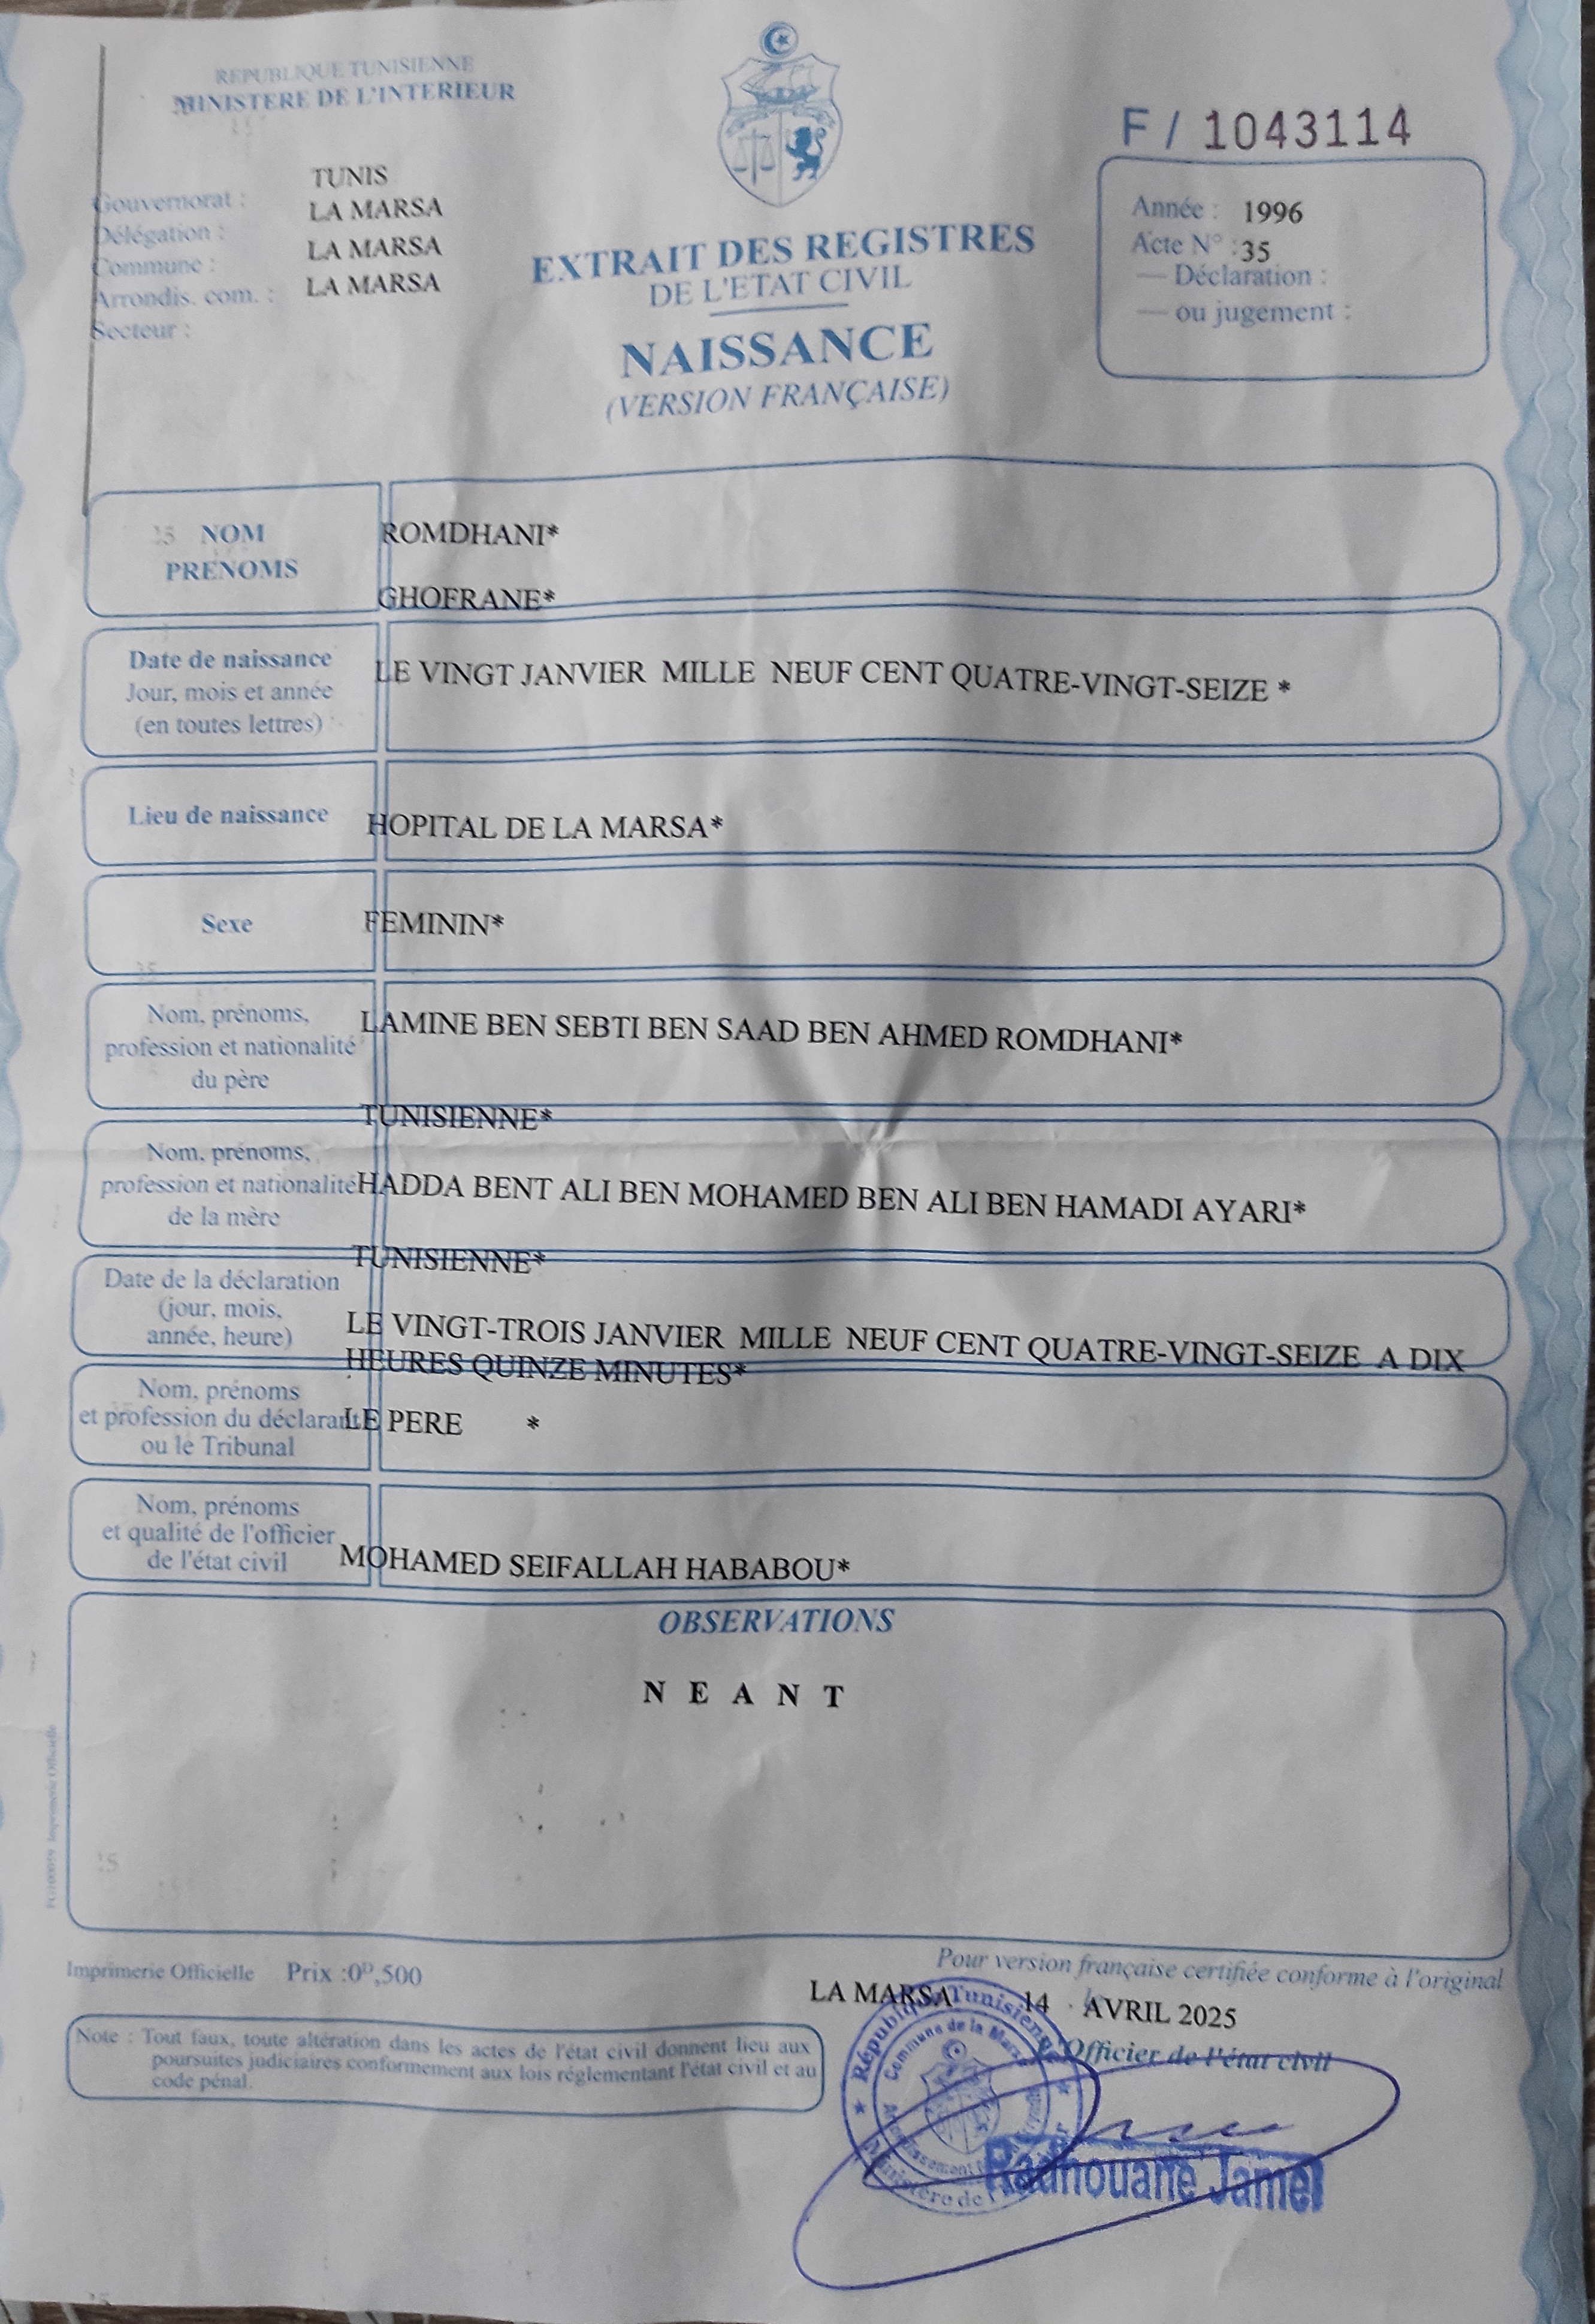 REPUBLIQUE TUNISIENNE
MINISTERE DE L'INTERIEUR
F / 1043114
TUNIS
Gouvernorat : LA MARSA
Délégation : LA MARSA
Commune : LA MARSA
Arrondis. com. :
Secteur :
EXTRAIT DES REGISTRES
DE L'ETAT CIVIL
NAISSANCE
(VERSION FRANÇAISE)
Année : 1996
Acte N° : 35
— Déclaration :
— ou jugement :
NOM
PRENOMS
ROMDHANI*
GHOFRANE*
Date de naissance
Jour, mois et année
(en toutes lettres)
LE VINGT JANVIER MILLE NEUF CENT QUATRE-VINGT-SEIZE *
Lieu de naissance
HOPITAL DE LA MARSA*
Sexe
FEMININ*
Nom, prénoms,
profession et nationalité
du père
LAMINE BEN SEBTI BEN SAAD BEN AHMED ROMDHANI*
TUNISIENNE*
Nom, prénoms,
profession et nationalité
de la mère
HADDA BENT ALI BEN MOHAMED BEN ALI BEN HAMADI AYARI*
TUNISIENNE*
Date de la déclaration
(jour, mois,
année, heure)
LE VINGT-TROIS JANVIER MILLE NEUF CENT QUATRE-VINGT-SEIZE A DIX
HEURES QUINZE MINUTES*
Nom, prénoms
et profession du déclarant
ou le Tribunal
LE PERE *
Nom, prénoms
et qualité de l'officier
de l'état civil
MOHAMED SEIFALLAH HABABOU*
OBSERVATIONS
N E A N T
Imprimerie Officielle
Imprimerie Officielle Prix :0ᴰ,500
Pour version française certifiée conforme à l'original
LA MARSA 14 AVRIL 2025
Officier de l'état civil
Note : Tout faux, toute altération dans les actes de l'état civil donnent lieu aux
poursuites judiciaires conformement aux lois réglementant l'état civil et au
code pénal.
République Tunisienne
Commune de la Marsa
Ministère de
Radhouane Jamel